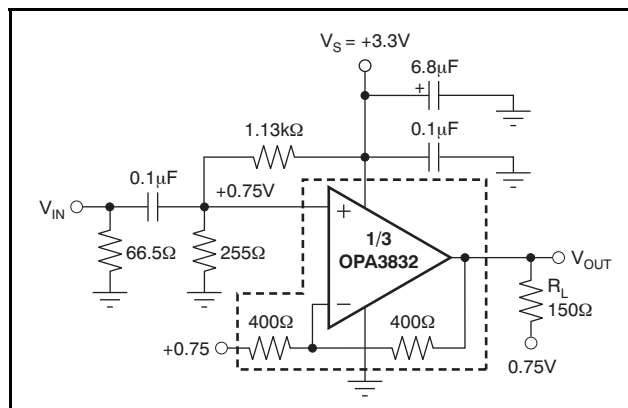 V_S = +3.3V
6.8μF
+
1.13kΩ
0.1μF
0.1μF
+0.75V
V_IN
+
1/3
OPA3832
66.5Ω
255Ω
−
V_OUT
R_L
150Ω
400Ω
400Ω
+0.75
0.75V